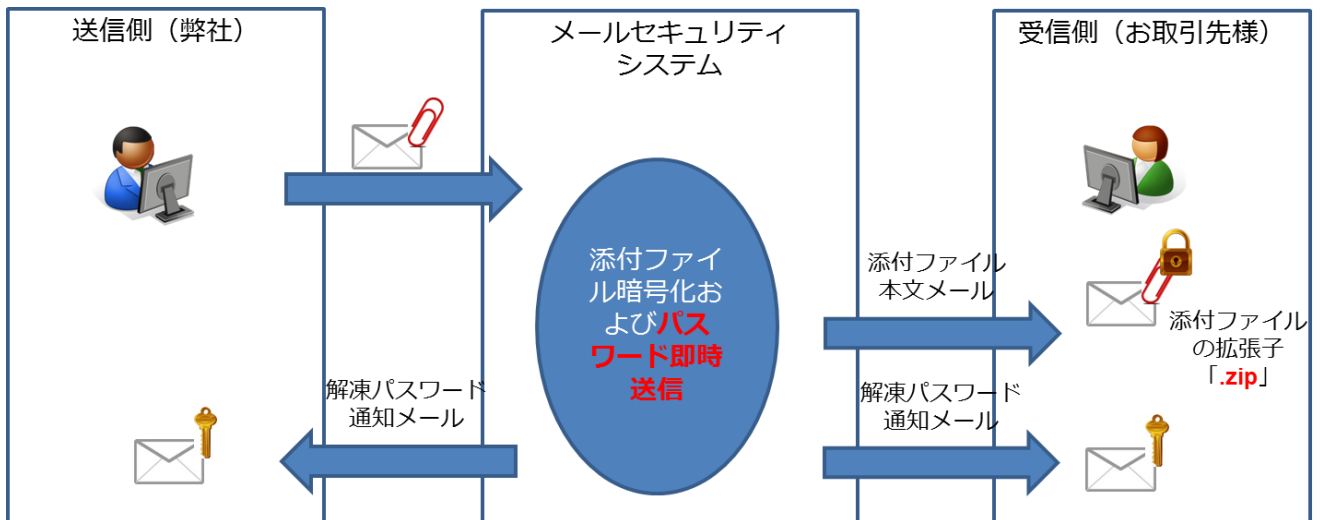 送信側（弊社）
メールセキュリティ
システム
受信側（お取引先様）
添付ファイ
ル暗号化お
よびパス
ワード即時
送信
添付ファイル
本文メール
添付ファイル
の拡張子
「.zip」
解凍パスワード
通知メール
解凍パスワード
通知メール